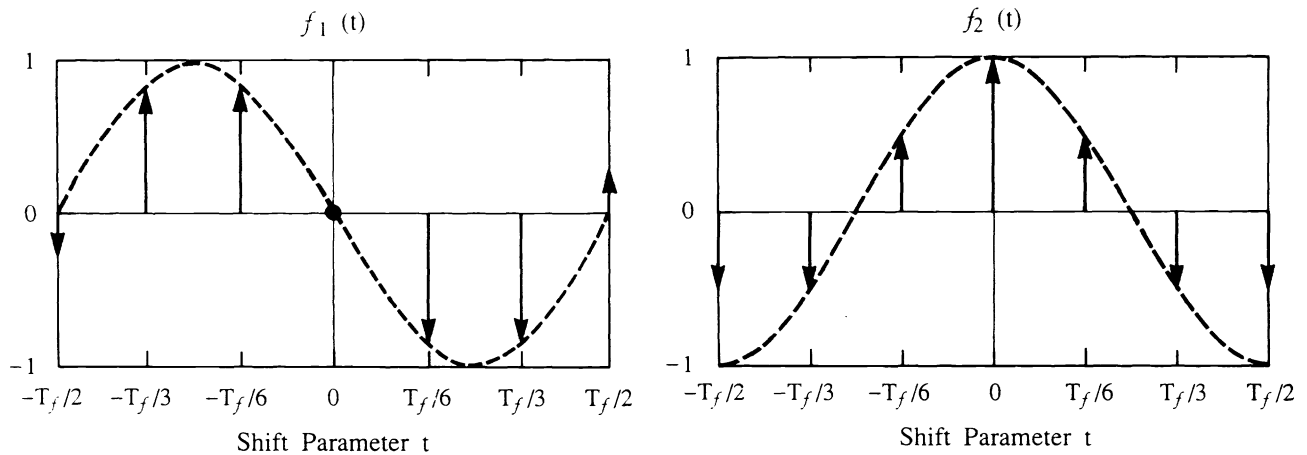 f1 (t)
1
0
−1
−Tf/2 −Tf/3 −Tf/6 0 Tf/6 Tf/3 Tf/2
Shift Parameter t
f2 (t)
1
0
−1
−Tf/2 −Tf/3 −Tf/6 0 Tf/6 Tf/3 Tf/2
Shift Parameter t